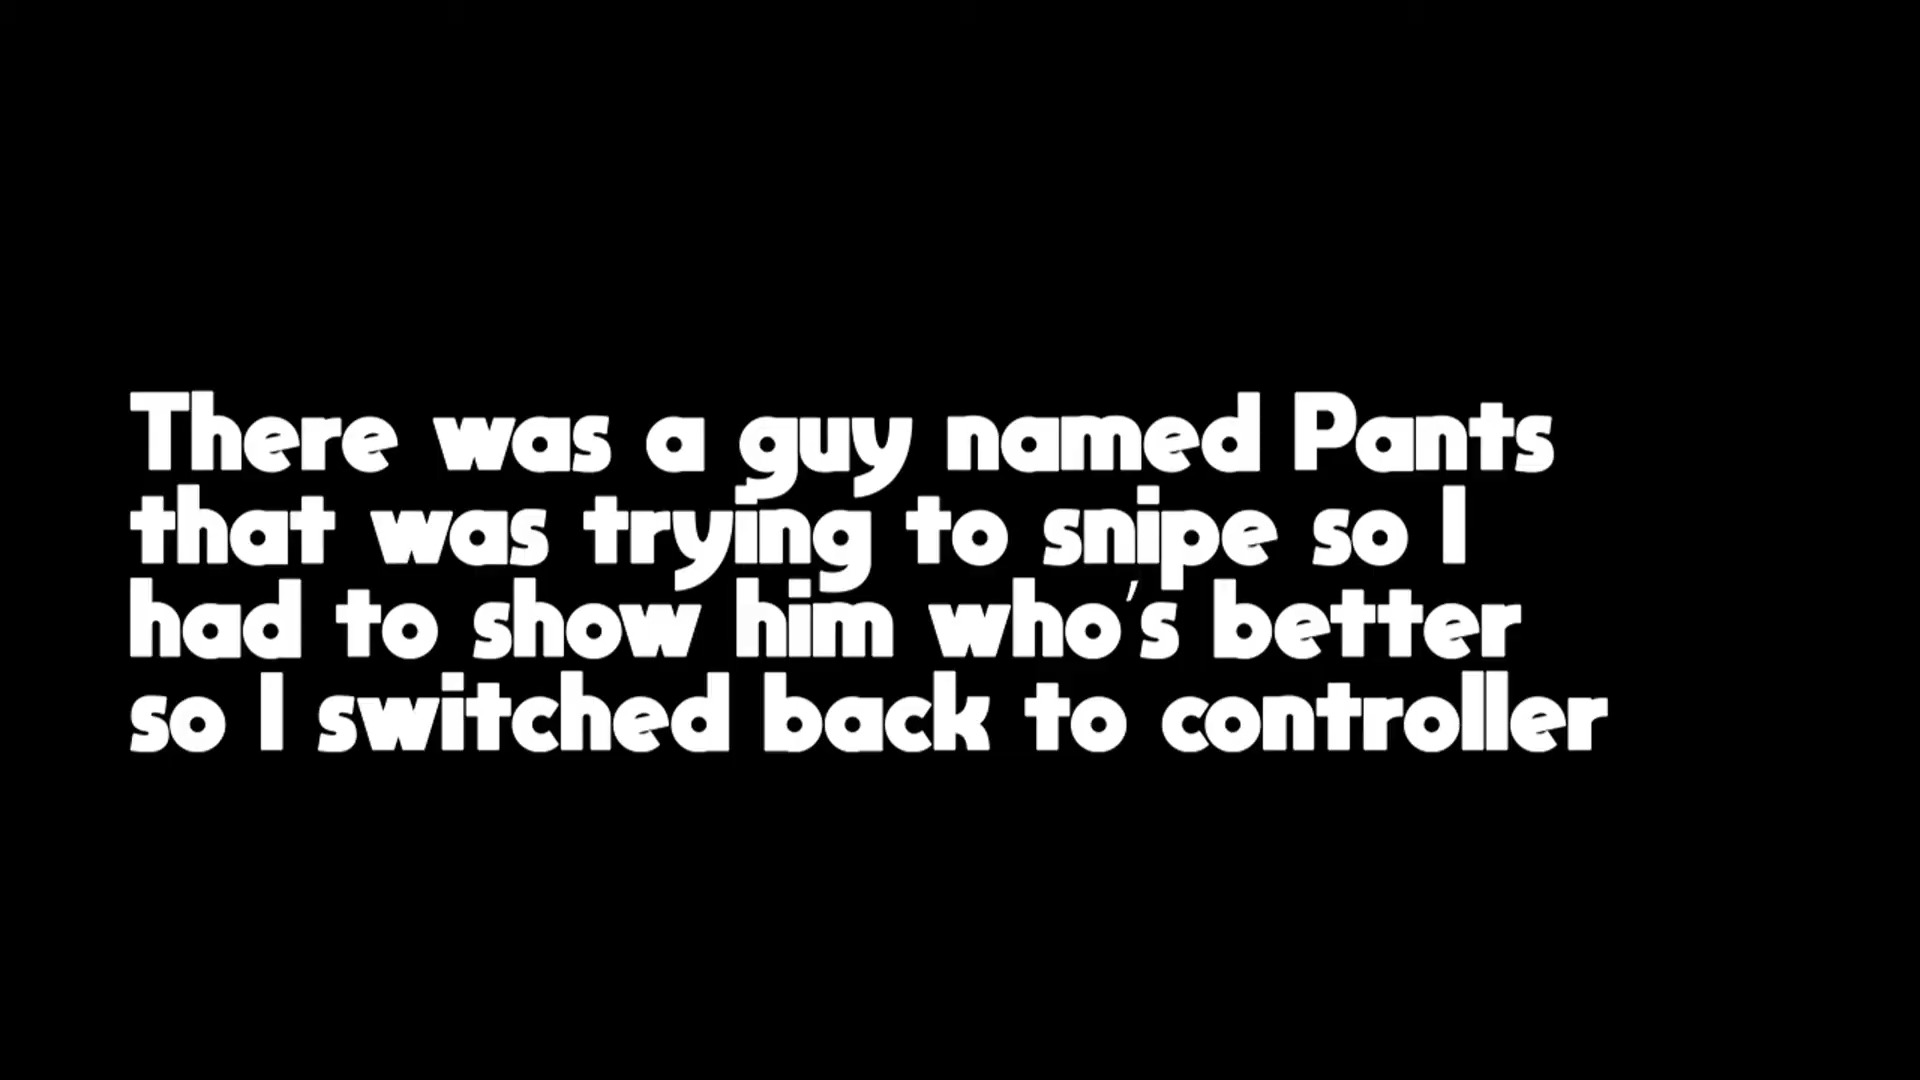 There was a guy named Pants
that was trying to snipe so I
had to show him who's better
so I switched back to controller